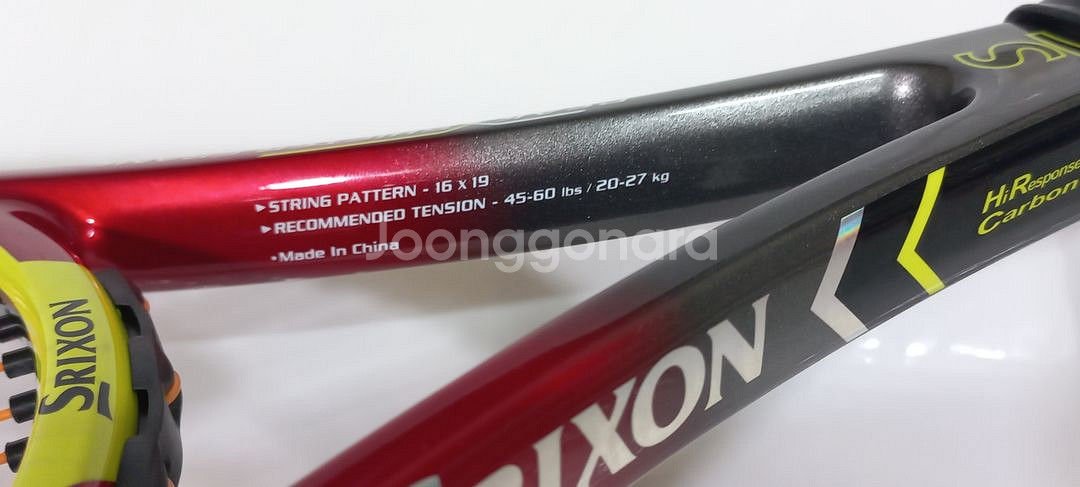 ▸STRING PATTERN - 16 x 19
▸RECOMMENDED TENSION - 45-60 lbs / 20-27 kg
•Made In China
Joonggonara
HiResponse
Carbon
SRIXON
SRIXON